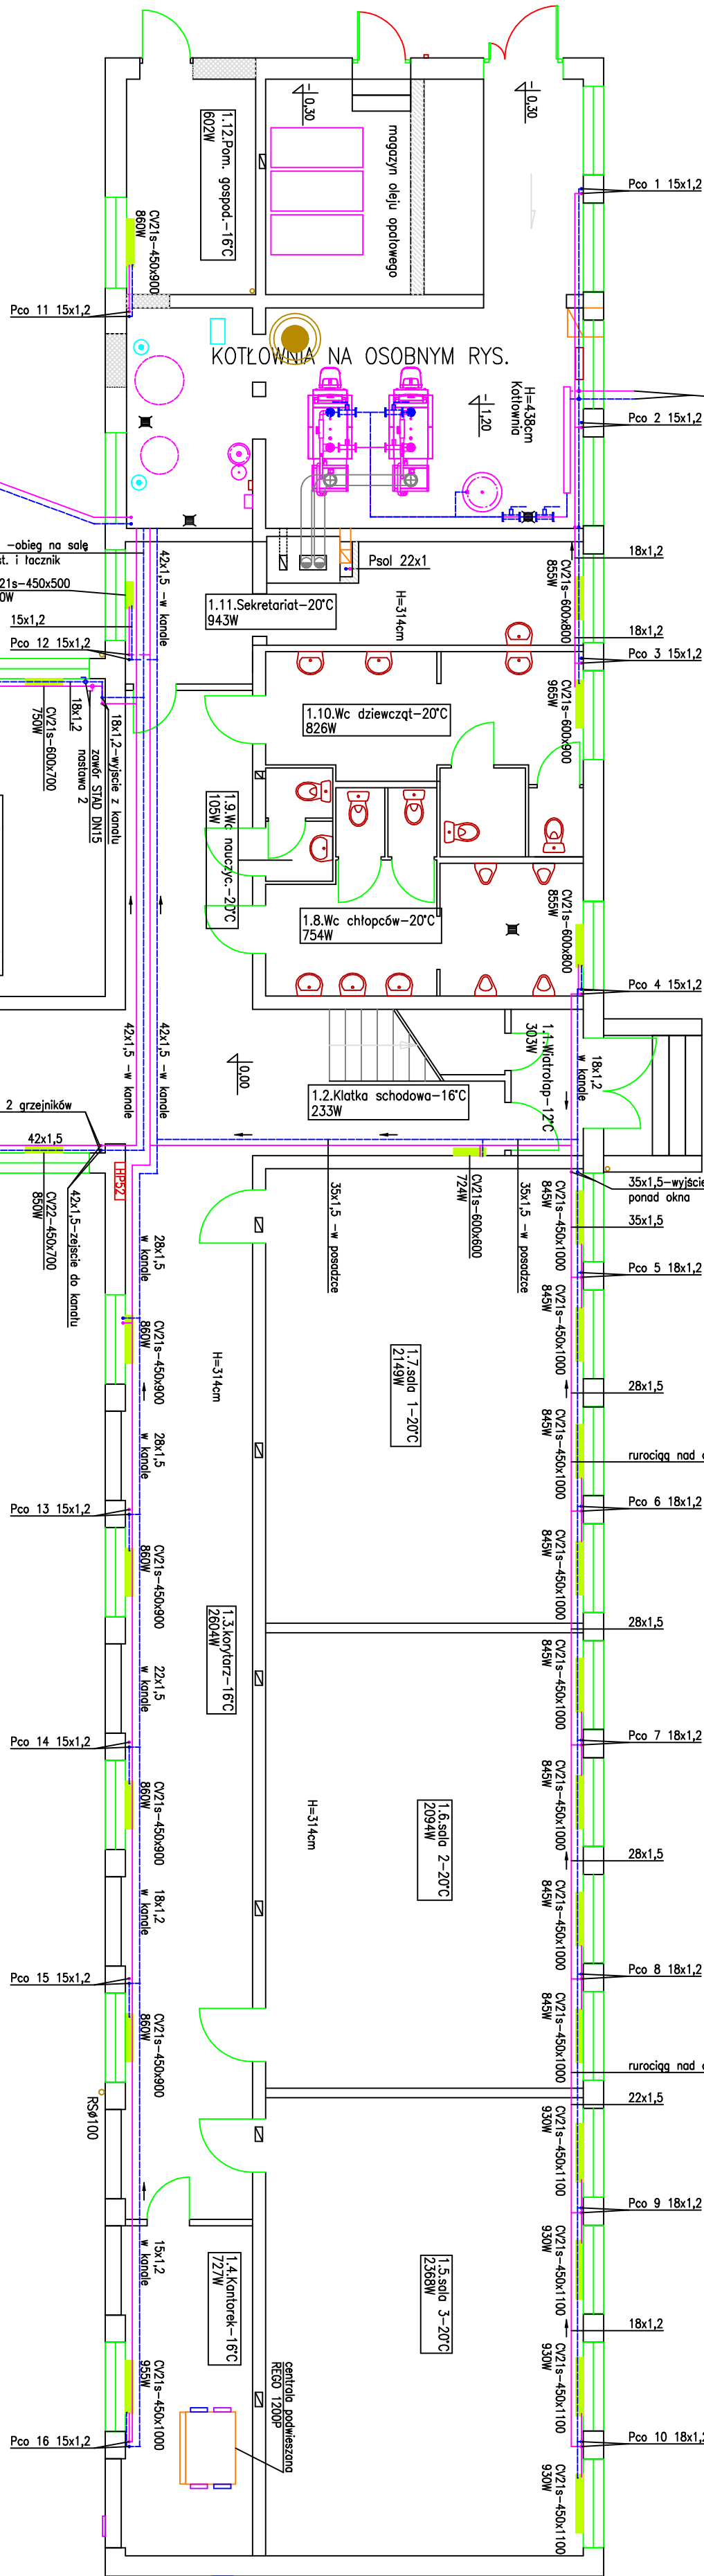 -0,30
-0,30
magazyn oleju opałowego
1.12.Pom. gospod.-16°C
602W
Pco 1 15x1,2
CV21s-450x900
860W
Pco 11 15x1,2
KOTŁOWNIA NA OSOBNYM RYS.
H=438cm
Kotłownia
-1,20
Pco 2 15x1,2
-obieg na salę
st. i łacznik
21s-450x500
0W
15x1,2
Pco 12 15x1,2
42x1,5 -w kanale
Psol 22x1
1.11.Sekretariat-20°C
943W
H=314cm
18x1,2
CV21s-600x800
855W
18x1,2
Pco 3 15x1,2
CV21s-600x900
965W
18x1,2
CV21s-600x700
750W
18x1,2-wyjscie z kanału
zawór STAD DN15
nastawa 2
1.10.Wc dziewcząt-20°C
826W
1.9.Wc nauczyc.-20°C
105W
1.8.Wc chłopców-20°C
754W
CV21s-600x800
855W
Pco 4 15x1,2
42x1,5 -w kanale
42x1,5 -w kanale
0,00
1.1.Wiatrołap-12°C
303W
18x1,2
w kanale
1.2.Klatka schodowa-16°C
233W
2 grzejników
42x1,5
CV22-450x700
850W
42x1,5-zejscie do kanału
HP52
35x1,5 -w posadzce
CV21s-600x600
724W
35x1,5 -w posadzce
35x1,5-wyjście
ponad okna
35x1,5
CV21s-450x1000
845W
Pco 5 18x1,2
28x1,5
w kanale
CV21s-450x900
860W
H=314cm
1.7.sala 1-20°C
2149W
CV21s-450x1000
845W
28x1,5
CV21s-450x1000
845W
rurociąg nad
28x1,5
w kanale
Pco 13 15x1,2
Pco 6 18x1,2
CV21s-450x900
860W
CV21s-450x1000
845W
1.3.korytarz-16°C
2604W
28x1,5
CV21s-450x1000
845W
22x1,5
w kanale
Pco 14 15x1,2
Pco 7 18x1,2
CV21s-450x900
860W
H=314cm
1.6.sala 2-20°C
2094W
CV21s-450x1000
845W
28x1,5
CV21s-450x1000
845W
18x1,2
w kanale
Pco 15 15x1,2
Pco 8 18x1,2
CV21s-450x900
860W
CV21s-450x1000
845W
rurociąg nad
22x1,5
RSø100
CV21s-450x1100
930W
Pco 9 18x1,2
15x1,2
w kanale
1.4.Kantorek-16°C
727W
1.5.sala 3-20°C
2368W
CV21s-450x1100
930W
18x1,2
CV21s-450x1000
955W
CV21s-450x1100
930W
centrala podwieszana
REGO 1200P
Pco 16 15x1,2
Pco 10 18x1,2
CV21s-450x1100
930W